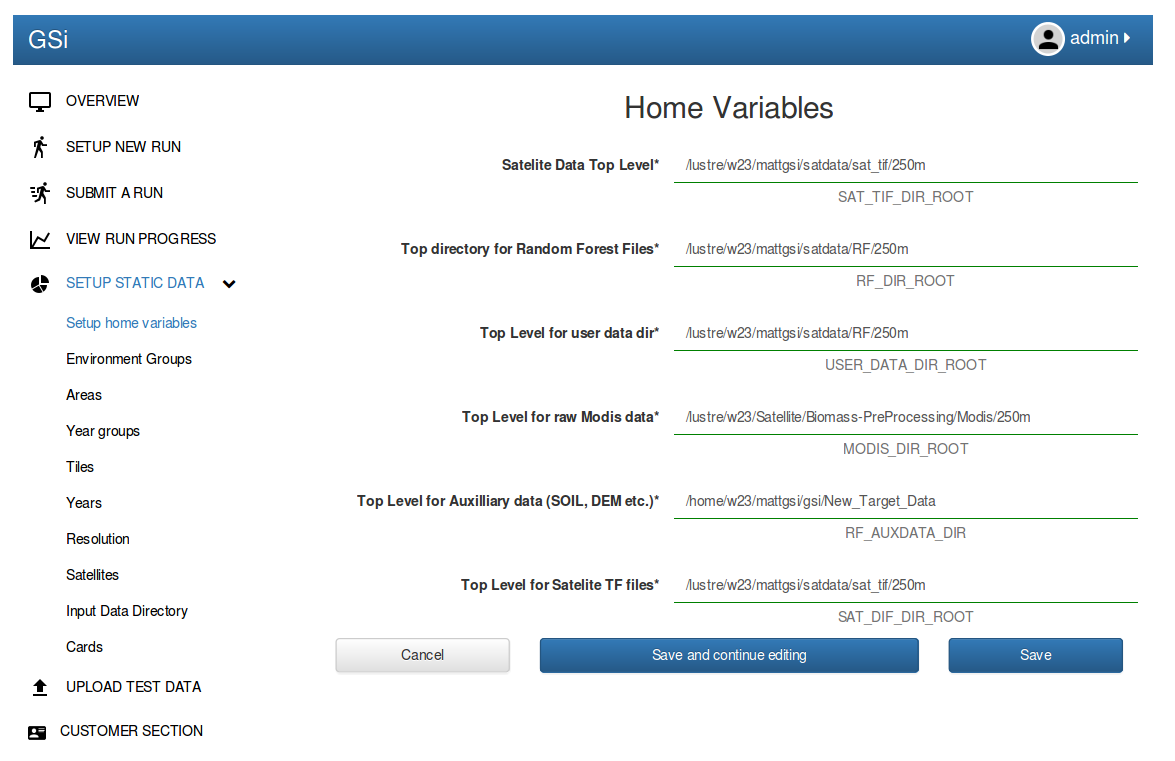 GSi
admin
OVERVIEW
SETUP NEW RUN
SUBMIT A RUN
VIEW RUN PROGRESS
SETUP STATIC DATA
Setup home variables
Environment Groups
Areas
Year groups
Tiles
Years
Resolution
Satellites
Input Data Directory
Cards
UPLOAD TEST DATA
CUSTOMER SECTION
Home Variables
Satelite Data Top Level* /lustre/w23/mattgsi/satdata/sat_tif/250m
SAT_TIF_DIR_ROOT
Top directory for Random Forest Files* /lustre/w23/mattgsi/satdata/RF/250m
RF_DIR_ROOT
Top Level for user data dir* /lustre/w23/mattgsi/satdata/RF/250m
USER_DATA_DIR_ROOT
Top Level for raw Modis data* /lustre/w23/Satellite/Biomass-PreProcessing/Modis/250m
MODIS_DIR_ROOT
Top Level for Auxilliary data (SOIL, DEM etc.)* /home/w23/mattgsi/gsi/New_Target_Data
RF_AUXDATA_DIR
Top Level for Satelite TF files* /lustre/w23/mattgsi/satdata/sat_tif/250m
SAT_DIF_DIR_ROOT
Cancel Save and continue editing Save